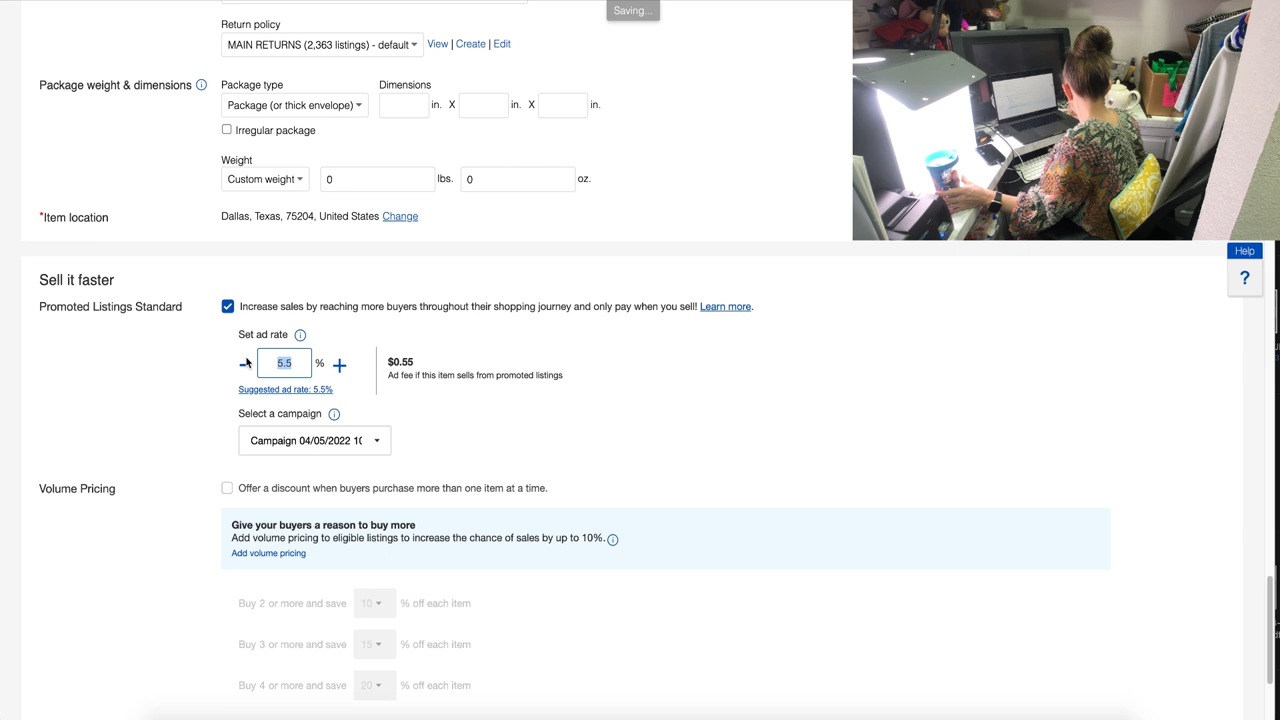 Saving...
Return policy
MAIN RETURNS (2,363 listings) - default
View | Create | Edit
Package weight & dimensions
Package type
Dimensions
Package (or thick envelope)
in. X in. X in.
Irregular package
Weight
Custom weight
0 lbs. 0 oz.
*Item location
Dallas, Texas, 75204, United States Change
Help
?
Sell it faster
Promoted Listings Standard
Increase sales by reaching more buyers throughout their shopping journey and only pay when you sell! Learn more.
Set ad rate
5.5 %
$0.55
Ad fee if this item sells from promoted listings
Suggested ad rate: 5.5%
Select a campaign
Campaign 04/05/2022 10
Volume Pricing
Offer a discount when buyers purchase more than one item at a time.
Give your buyers a reason to buy more
Add volume pricing to eligible listings to increase the chance of sales by up to 10%.
Add volume pricing
Buy 2 or more and save 10 % off each item
Buy 3 or more and save 15 % off each item
Buy 4 or more and save 20 % off each item